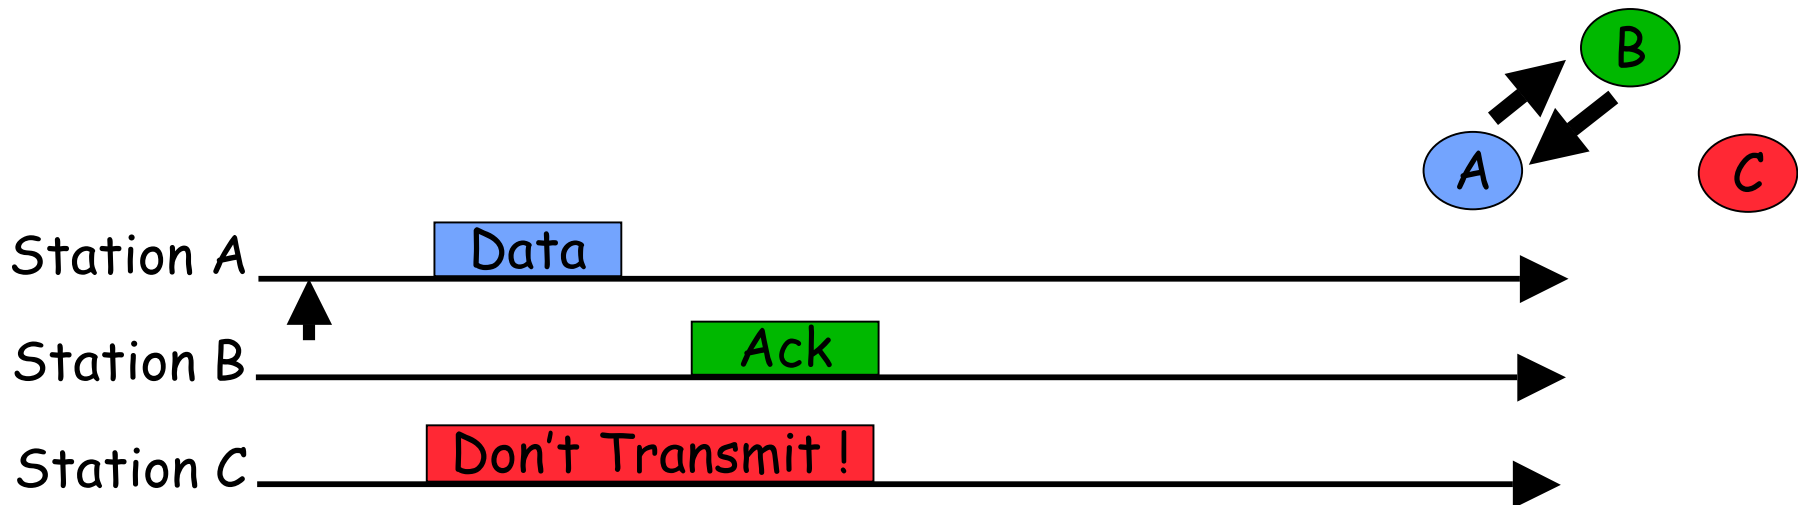 B
A
C
Station A
Data
Station B
Ack
Station C
Don't Transmit !